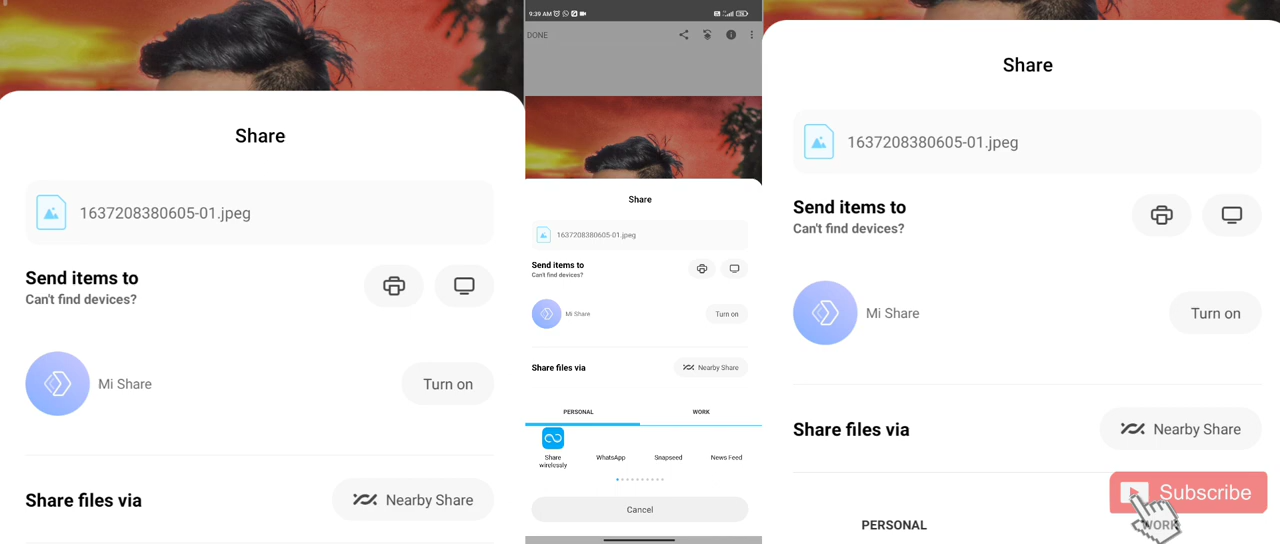 Share
1637208380605-01.jpeg
Send items to
Can't find devices?
Mi Share
Turn on
Share files via
Nearby Share
9:39 AM
DONE
Share
1637208380605-01.jpeg
Send items to
Can't find devices?
Mi Share
Turn on
Share files via
Nearby Share
PERSONAL
WORK
Share wirelessly
WhatsApp
Snapseed
News Feed
Cancel
Share
1637208380605-01.jpeg
Send items to
Can't find devices?
Mi Share
Turn on
Share files via
Nearby Share
Subscribe
PERSONAL
WORK